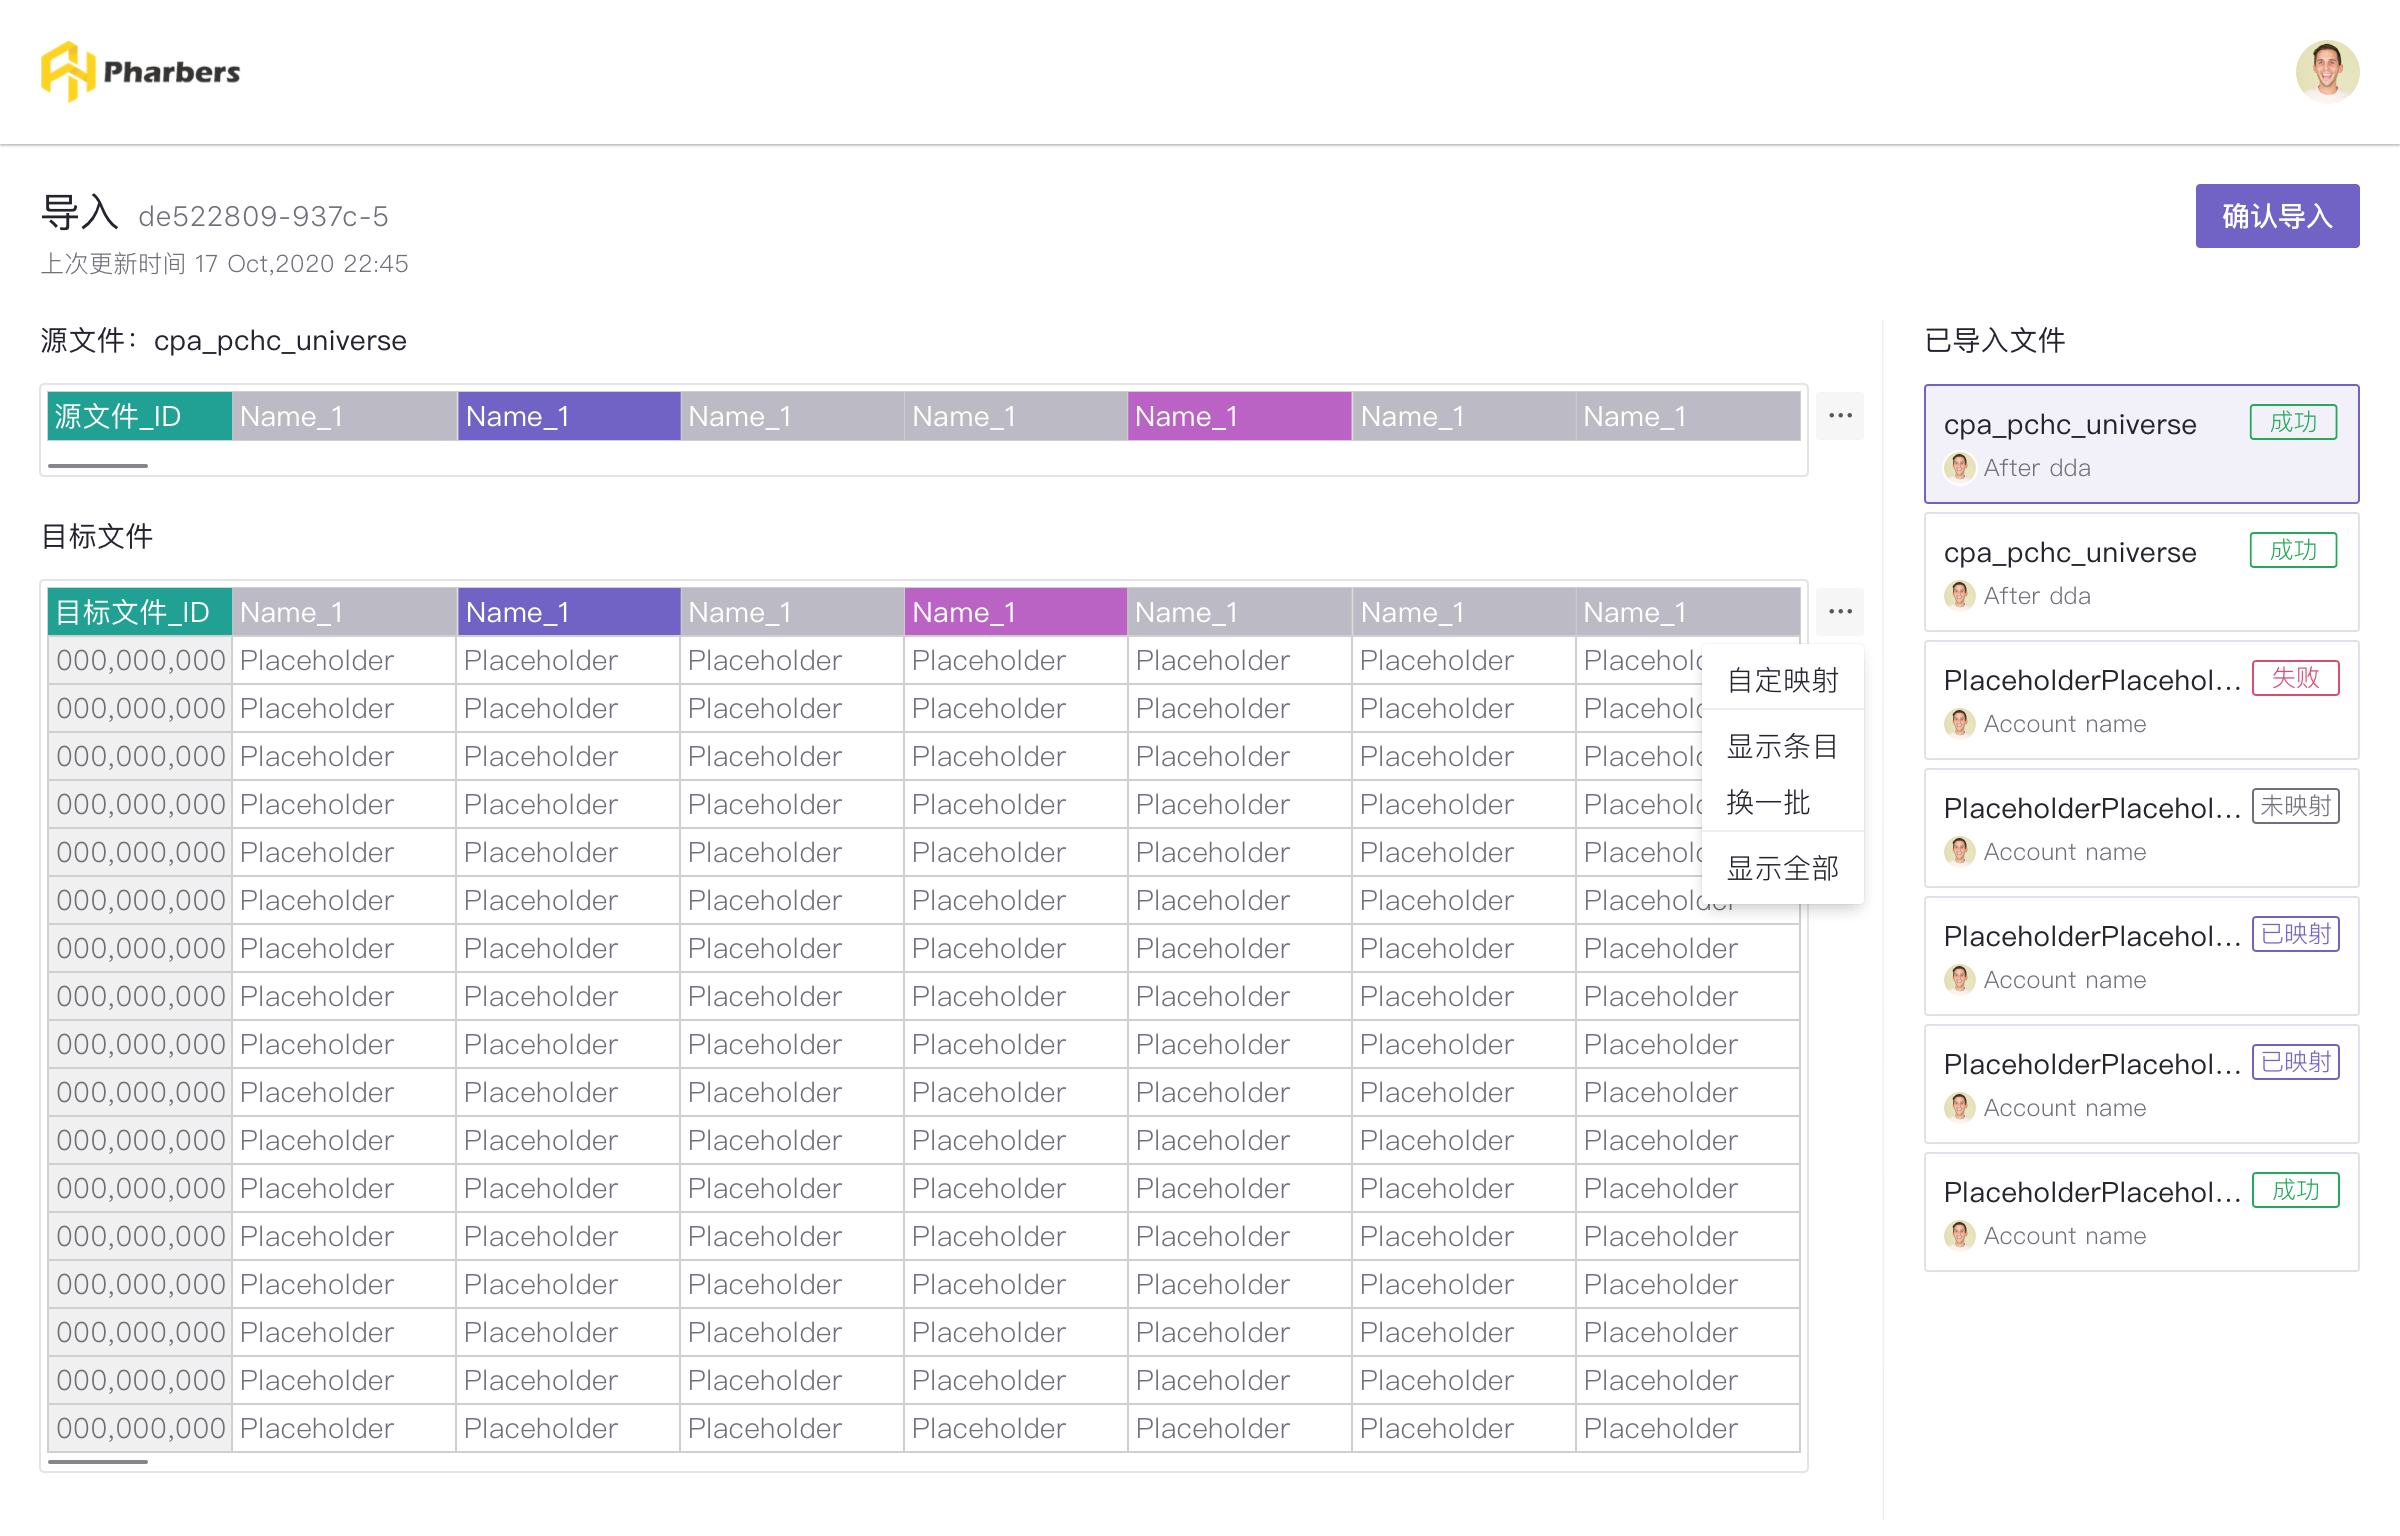 Pharbers
导入 de522809-937c-5
确认导入
上次更新时间 17 Oct,2020 22:45
源文件：cpa_pchc_universe
源文件_ID Name_1 Name_1 Name_1 Name_1 Name_1 Name_1 Name_1
目标文件
目标文件_ID Name_1 Name_1 Name_1 Name_1 Name_1 Name_1 Name_1
000,000,000 Placeholder Placeholder Placeholder Placeholder Placeholder Placeholder Placeholc
000,000,000 Placeholder Placeholder Placeholder Placeholder Placeholder Placeholder Placeholc
000,000,000 Placeholder Placeholder Placeholder Placeholder Placeholder Placeholder Placeholc
000,000,000 Placeholder Placeholder Placeholder Placeholder Placeholder Placeholder Placeholc
000,000,000 Placeholder Placeholder Placeholder Placeholder Placeholder Placeholder Placeholc
000,000,000 Placeholder Placeholder Placeholder Placeholder Placeholder Placeholder Placeholder
000,000,000 Placeholder Placeholder Placeholder Placeholder Placeholder Placeholder Placeholder
000,000,000 Placeholder Placeholder Placeholder Placeholder Placeholder Placeholder Placeholder
000,000,000 Placeholder Placeholder Placeholder Placeholder Placeholder Placeholder Placeholder
000,000,000 Placeholder Placeholder Placeholder Placeholder Placeholder Placeholder Placeholder
000,000,000 Placeholder Placeholder Placeholder Placeholder Placeholder Placeholder Placeholder
000,000,000 Placeholder Placeholder Placeholder Placeholder Placeholder Placeholder Placeholder
000,000,000 Placeholder Placeholder Placeholder Placeholder Placeholder Placeholder Placeholder
000,000,000 Placeholder Placeholder Placeholder Placeholder Placeholder Placeholder Placeholder
000,000,000 Placeholder Placeholder Placeholder Placeholder Placeholder Placeholder Placeholder
000,000,000 Placeholder Placeholder Placeholder Placeholder Placeholder Placeholder Placeholder
000,000,000 Placeholder Placeholder Placeholder Placeholder Placeholder Placeholder Placeholder
自定映射
显示条目
换一批
显示全部
已导入文件
cpa_pchc_universe 成功
After dda
cpa_pchc_universe 成功
After dda
PlaceholderPlacehol... 失败
Account name
PlaceholderPlacehol... 未映射
Account name
PlaceholderPlacehol... 已映射
Account name
PlaceholderPlacehol... 已映射
Account name
PlaceholderPlacehol... 成功
Account name